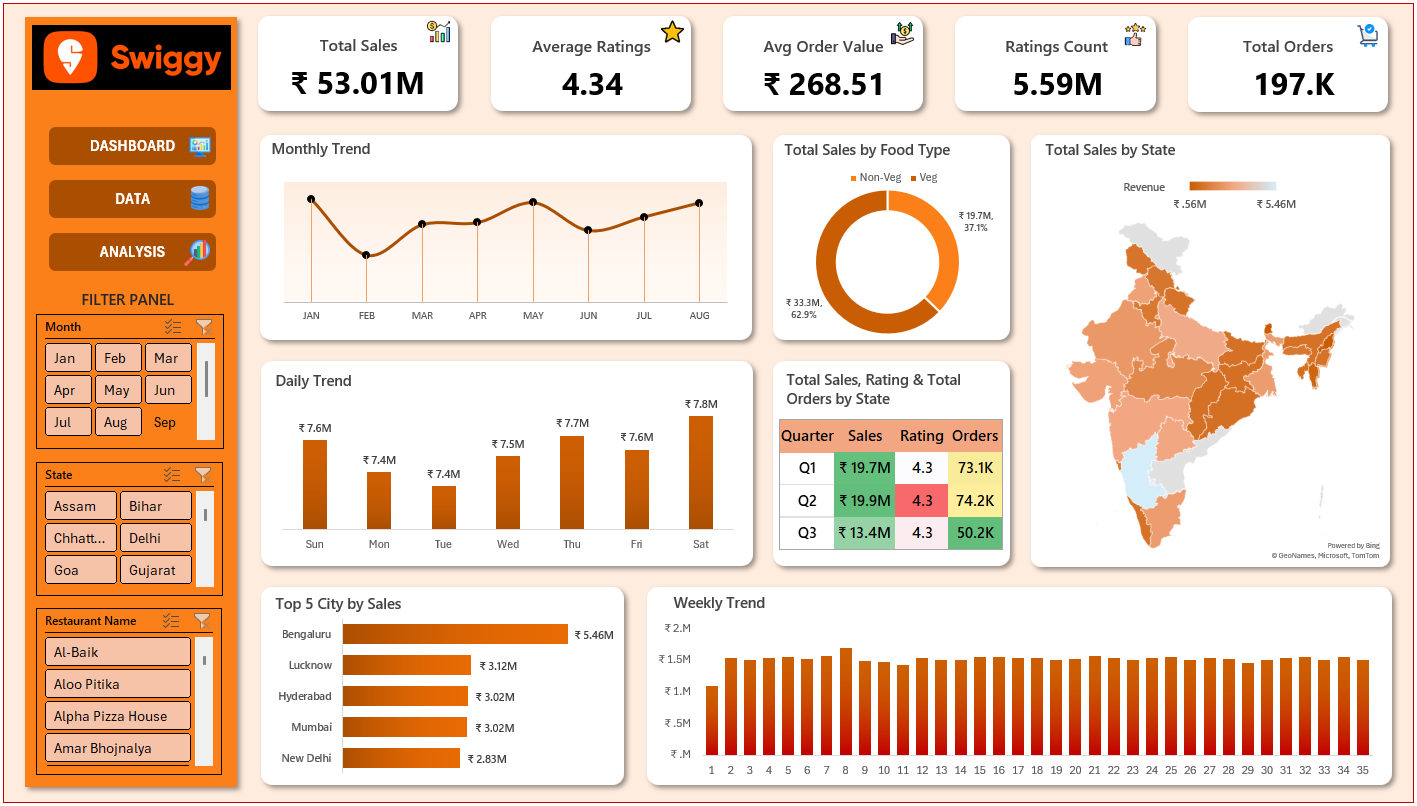 Swiggy
DASHBOARD
DATA
ANALYSIS
FILTER PANEL
Month
Jan Feb Mar
Apr May Jun
Jul Aug Sep
State
Assam Bihar
Chhatt... Delhi
Goa Gujarat
Restaurant Name
Al-Baik
Aloo Pitika
Alpha Pizza House
Amar Bhojnalya
Total Sales
₹ 53.01M
Average Ratings
4.34
Avg Order Value
₹ 268.51
Ratings Count
5.59M
Total Orders
197.K
Monthly Trend
JAN FEB MAR APR MAY JUN JUL AUG
Total Sales by Food Type
Non-Veg Veg
₹ 19.7M,
37.1%
₹ 33.3M,
62.9%
Total Sales by State
Revenue
₹ .56M ₹ 5.46M
Powered by Bing
© GeoNames, Microsoft, TomTom
Daily Trend
₹ 7.6M ₹ 7.4M ₹ 7.4M ₹ 7.5M ₹ 7.7M ₹ 7.6M ₹ 7.8M
Sun Mon Tue Wed Thu Fri Sat
Total Sales, Rating & Total
Orders by State
Quarter Sales Rating Orders
Q1 ₹ 19.7M 4.3 73.1K
Q2 ₹ 19.9M 4.3 74.2K
Q3 ₹ 13.4M 4.3 50.2K
Top 5 City by Sales
Bengaluru ₹ 5.46M
Lucknow ₹ 3.12M
Hyderabad ₹ 3.02M
Mumbai ₹ 3.02M
New Delhi ₹ 2.83M
Weekly Trend
₹ 2.M
₹ 1.5M
₹ 1.M
₹ .5M
₹ .M
1 2 3 4 5 6 7 8 9 10 11 12 13 14 15 16 17 18 19 20 21 22 23 24 25 26 27 28 29 30 31 32 33 34 35